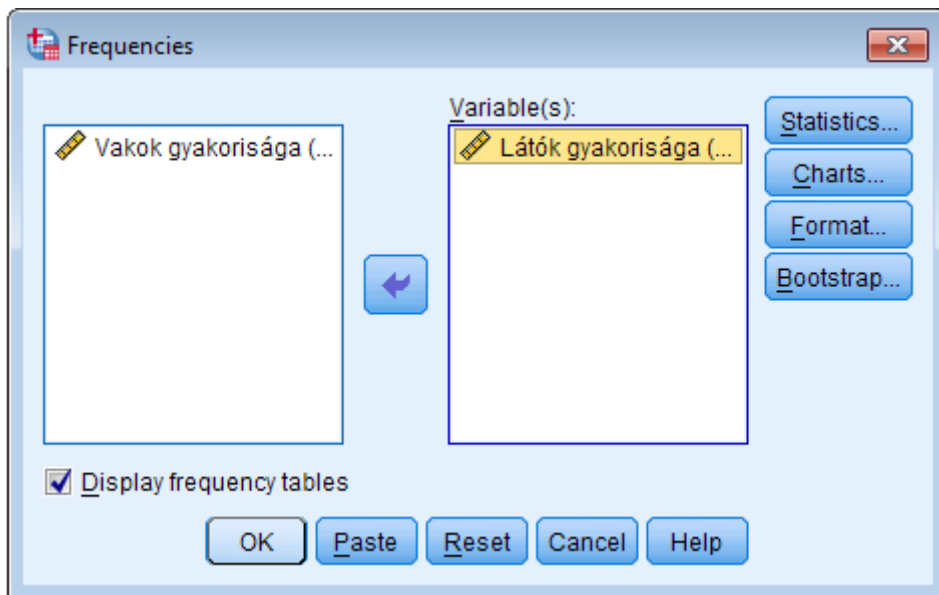 Frequencies
Variable(s):
Vakok gyakorisága (...
Látók gyakorisága (...
Statistics...
Charts...
Format...
Bootstrap...
Display frequency tables
OK
Paste
Reset
Cancel
Help